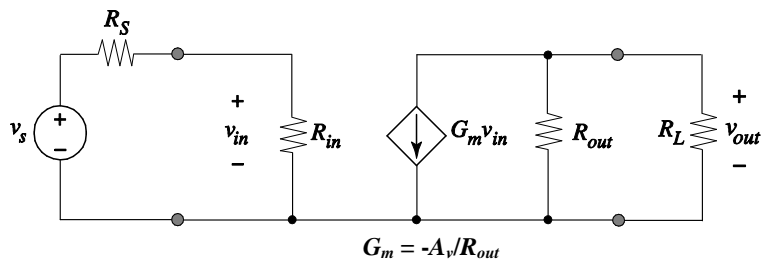 R_S
+
−
v_s
+
v_in
−
R_in
G_m v_in
R_out
R_L
+
v_out
−
G_m = -A_v/R_out